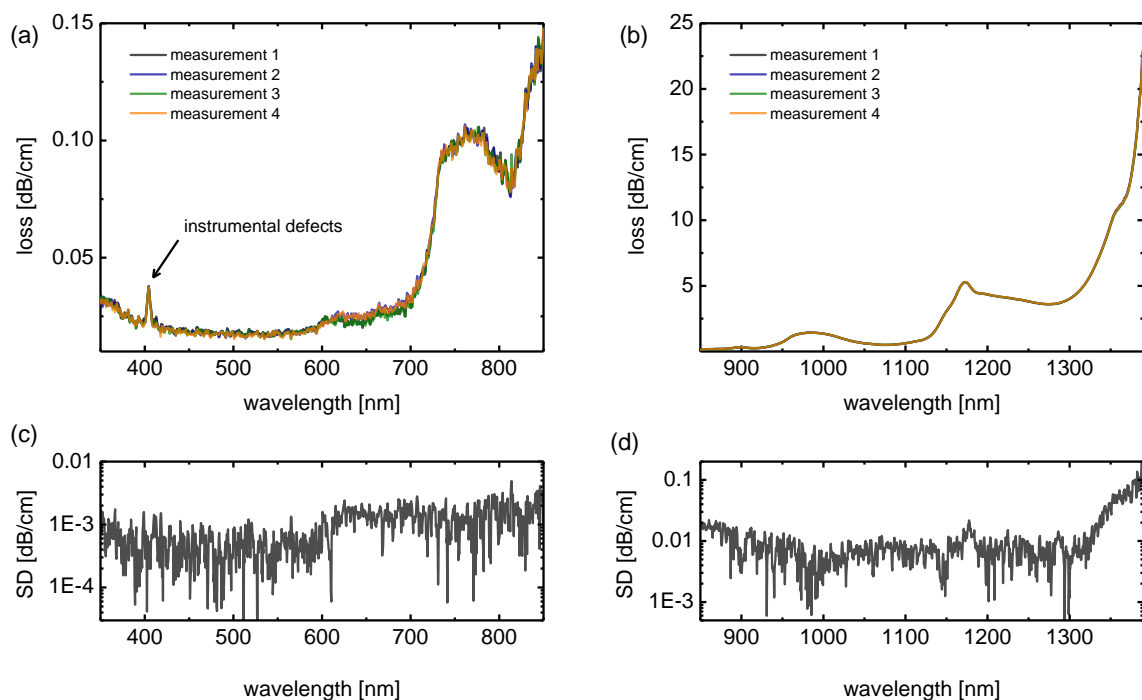 (a)
0.15
0.10
0.05
loss [dB/cm]
measurement 1
measurement 2
measurement 3
measurement 4
instrumental defects
400 500 600 700 800
wavelength [nm]
(b)
25
20
15
10
5
loss [dB/cm]
measurement 1
measurement 2
measurement 3
measurement 4
900 1000 1100 1200 1300
wavelength [nm]
(c)
0.01
1E-3
1E-4
SD [dB/cm]
400 500 600 700 800
wavelength [nm]
(d)
0.1
0.01
1E-3
SD [dB/cm]
900 1000 1100 1200 1300
wavelength [nm]